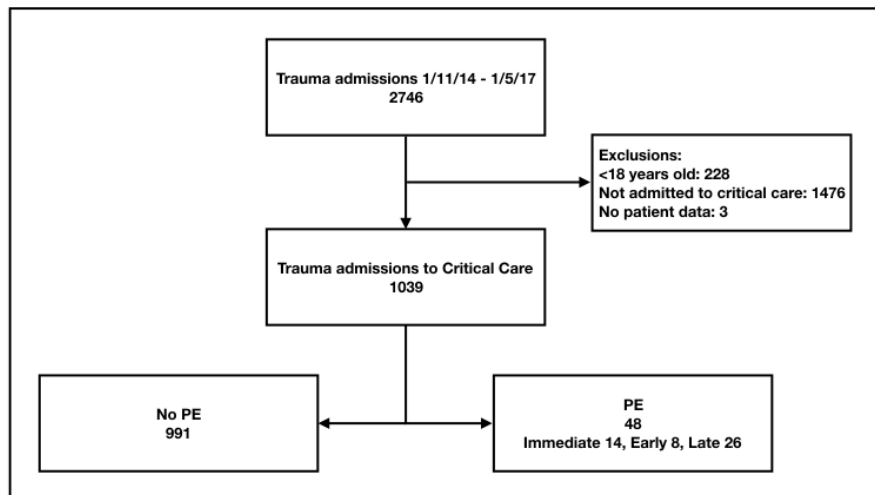 Trauma admissions 1/11/14 - 1/5/17
2746
Exclusions:
<18 years old: 228
Not admitted to critical care: 1476
No patient data: 3
Trauma admissions to Critical Care
1039
No PE
991
PE
48
Immediate 14, Early 8, Late 26